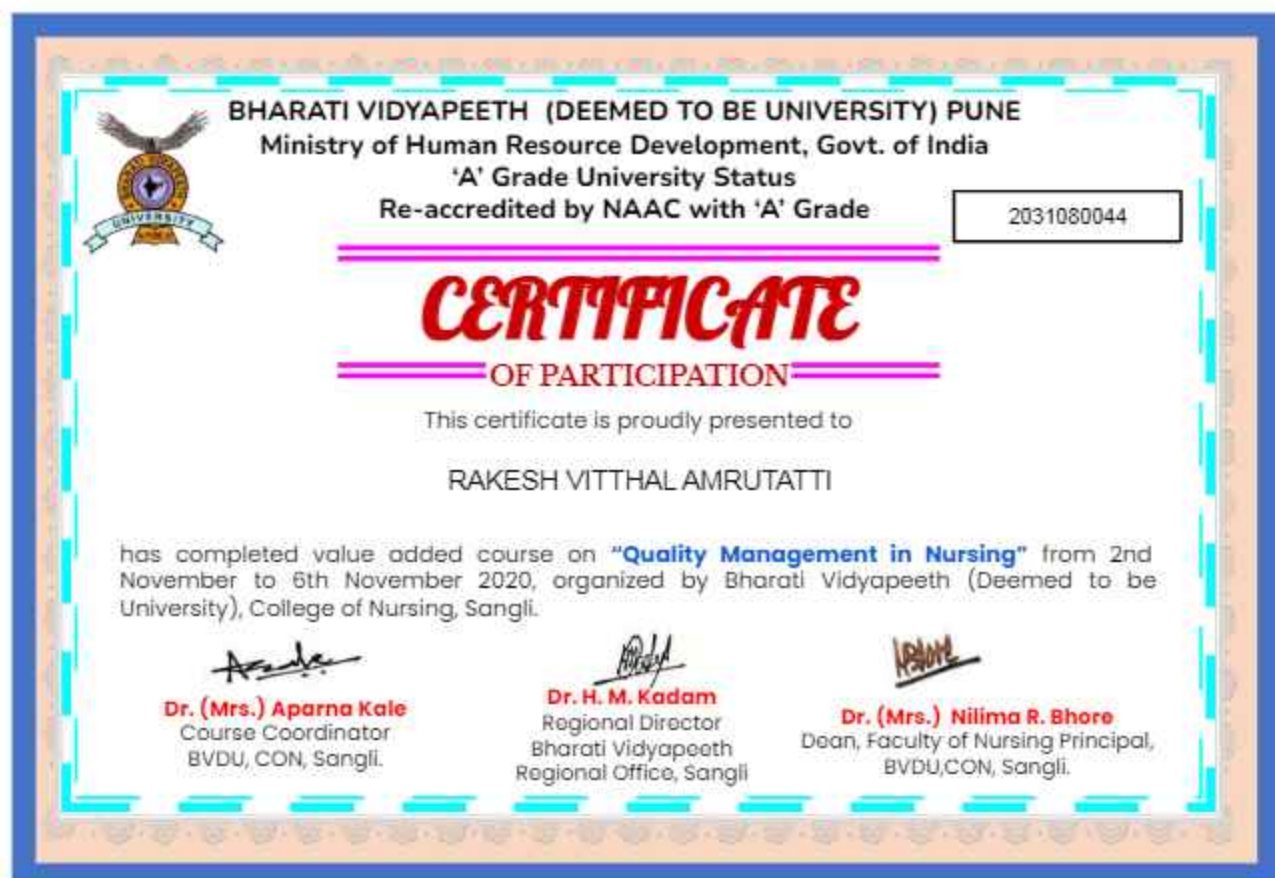 BHARATI VIDYAPEETH (DEEMED TO BE UNIVERSITY) PUNE
Ministry of Human Resource Development, Govt. of India
‘A’ Grade University Status
Re-accredited by NAAC with ‘A’ Grade
2031080044
BHARATI VIDYAPEETH
UNIVERSITY
CERTIFICATE
OF PARTICIPATION
This certificate is proudly presented to
RAKESH VITTHAL AMRUTATTI
has completed value added course on “Quality Management in Nursing” from 2nd
November to 6th November 2020, organized by Bharati Vidyapeeth (Deemed to be
University), College of Nursing, Sangli.
Dr. (Mrs.) Aparna Kale
Course Coordinator
BVDU, CON, Sangli.
Dr. H. M. Kadam
Regional Director
Bharati Vidyapeeth
Regional Office, Sangli
Dr. (Mrs.) Nilima R. Bhore
Dean, Faculty of Nursing Principal,
BVDU,CON, Sangli.